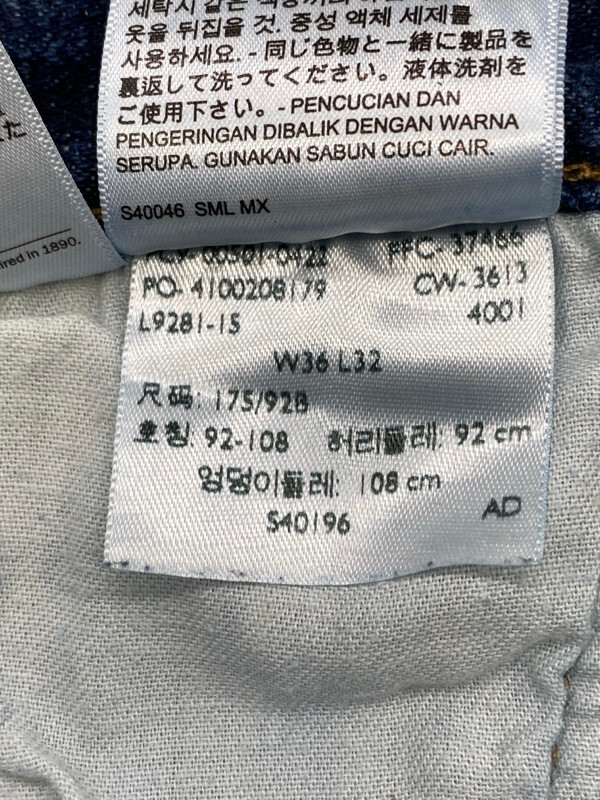 세탁시 같은
옷을 뒤집을 것. 중성 액체 세제를
사용하세요. - 同じ色物と一緒に製品を
裏返して洗ってください。液体洗剤を
ご使用下さい。- PENCUCIAN DAN
PENGERINGAN DIBALIK DENGAN WARNA
SERUPA. GUNAKAN SABUN CUCI CAIR.
S40046 SML MX
た
ired in 1890.
PFC- 37466
PO- 4100208179 CW- 3613
L9281-15 4001
W36 L32
尺码: 175/92B
호칭: 92-108 허리둘레: 92 cm
엉덩이둘레: 108 cm
S40196 AD